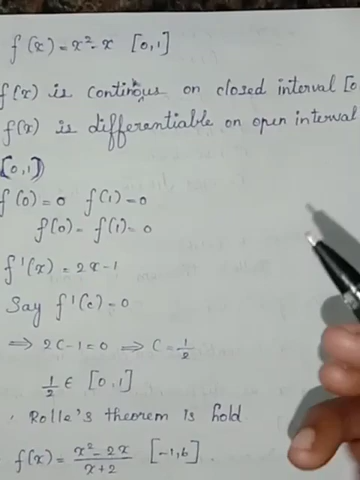 f(x) = x² - x [0,1]
f(x) is continous on closed interval [0
f(x) is differentiable on open interval
[0,1)
f(0) = 0 f(1) = 0
f(0) = f(1) = 0
f'(x) = 2x - 1
Say f'(c) = 0
⇒ 2c - 1 = 0 ⇒ c = 1/2
1/2 ∈ [0,1]
. Rolle's theorem is hold
f(x) = x² - 2x / x + 2 [-1,6]